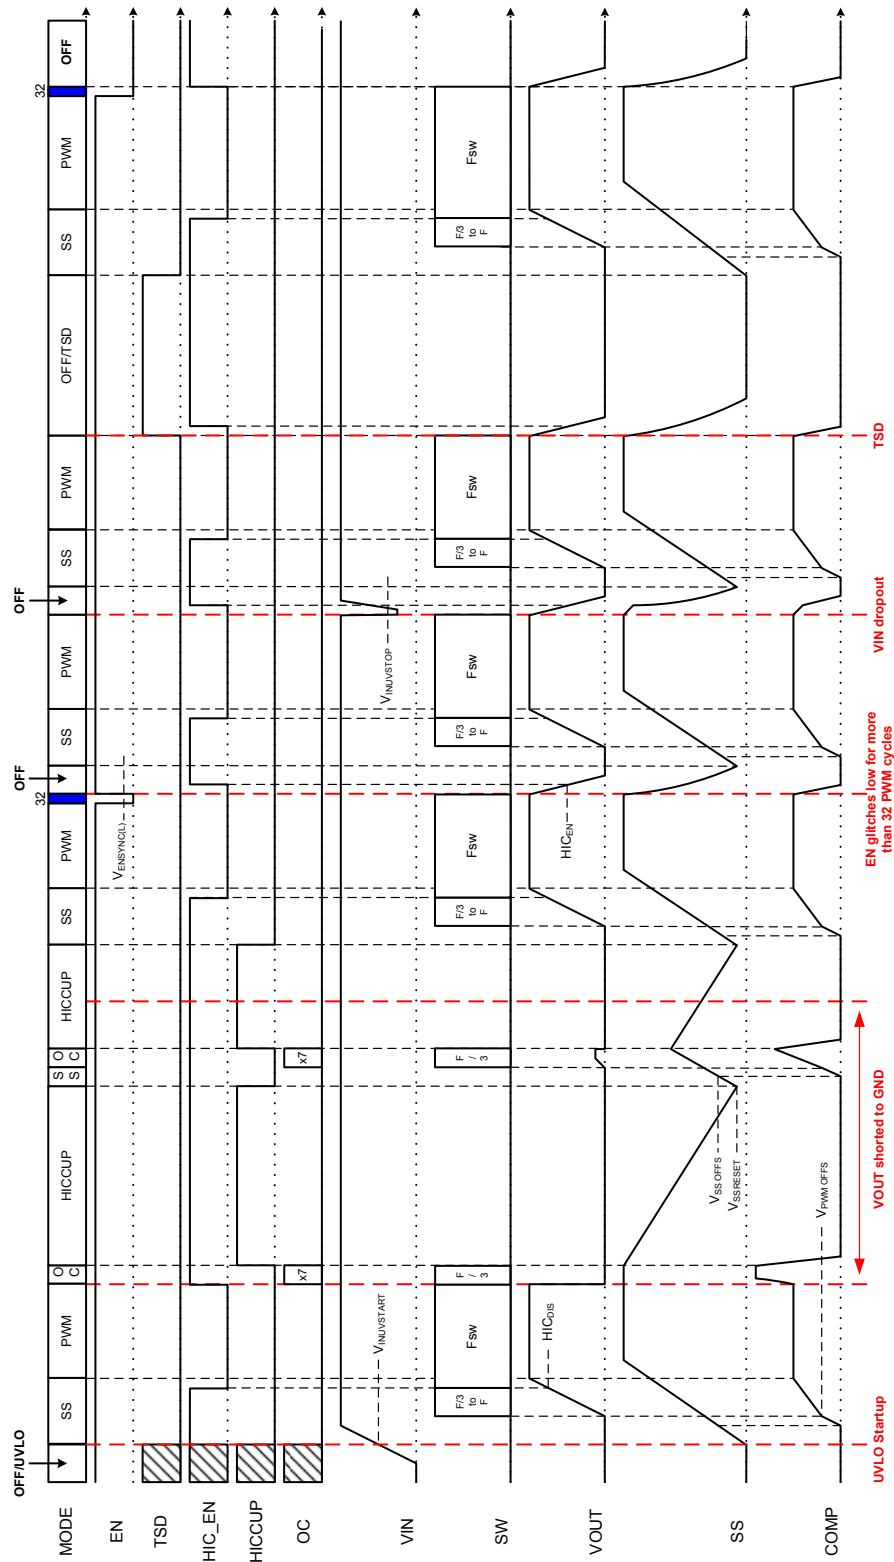 MODE
OFF/UVLO
SS
PWM
O
C
HICCUP
S
S
O
C
HICCUP
SS
PWM
32
OFF
SS
PWM
OFF
SS
PWM
OFF/TSD
SS
PWM
32
OFF
EN
V_ENSYNC(L)
TSD
HIC_EN
HICCUP
OC
x7
x7
VIN
V_INUVSTART
V_INUVSTOP
SW
F/3
to
F
Fsw
F
/
3
F
/
3
F/3
to
F
Fsw
F/3
to
F
Fsw
F/3
to
F
Fsw
F/3
to
F
Fsw
VOUT
HIC_DIS
HIC_EN
SS
V_SS OFFS
V_SSRESET
COMP
V_PWM OFFS
UVLO Startup
VOUT shorted to GND
EN glitches low for more
than 32 PWM cycles
VIN dropout
TSD